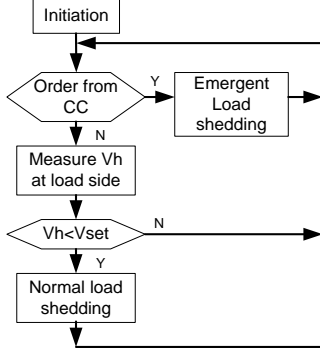 Initiation
Order from
CC
Y
Emergent
Load
shedding
N
Measure Vh
at load side
Vh<Vset
N
Y
Normal load
shedding